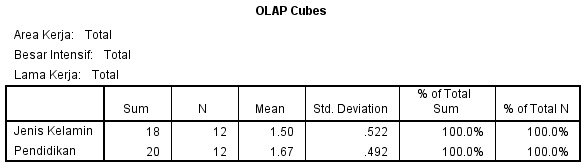 OLAP Cubes
Area Kerja: Total
Besar Intensif: Total
Lama Kerja: Total
Sum N Mean Std. Deviation % of Total Sum % of Total N
Jenis Kelamin 18 12 1.50 .522 100.0% 100.0%
Pendidikan 20 12 1.67 .492 100.0% 100.0%